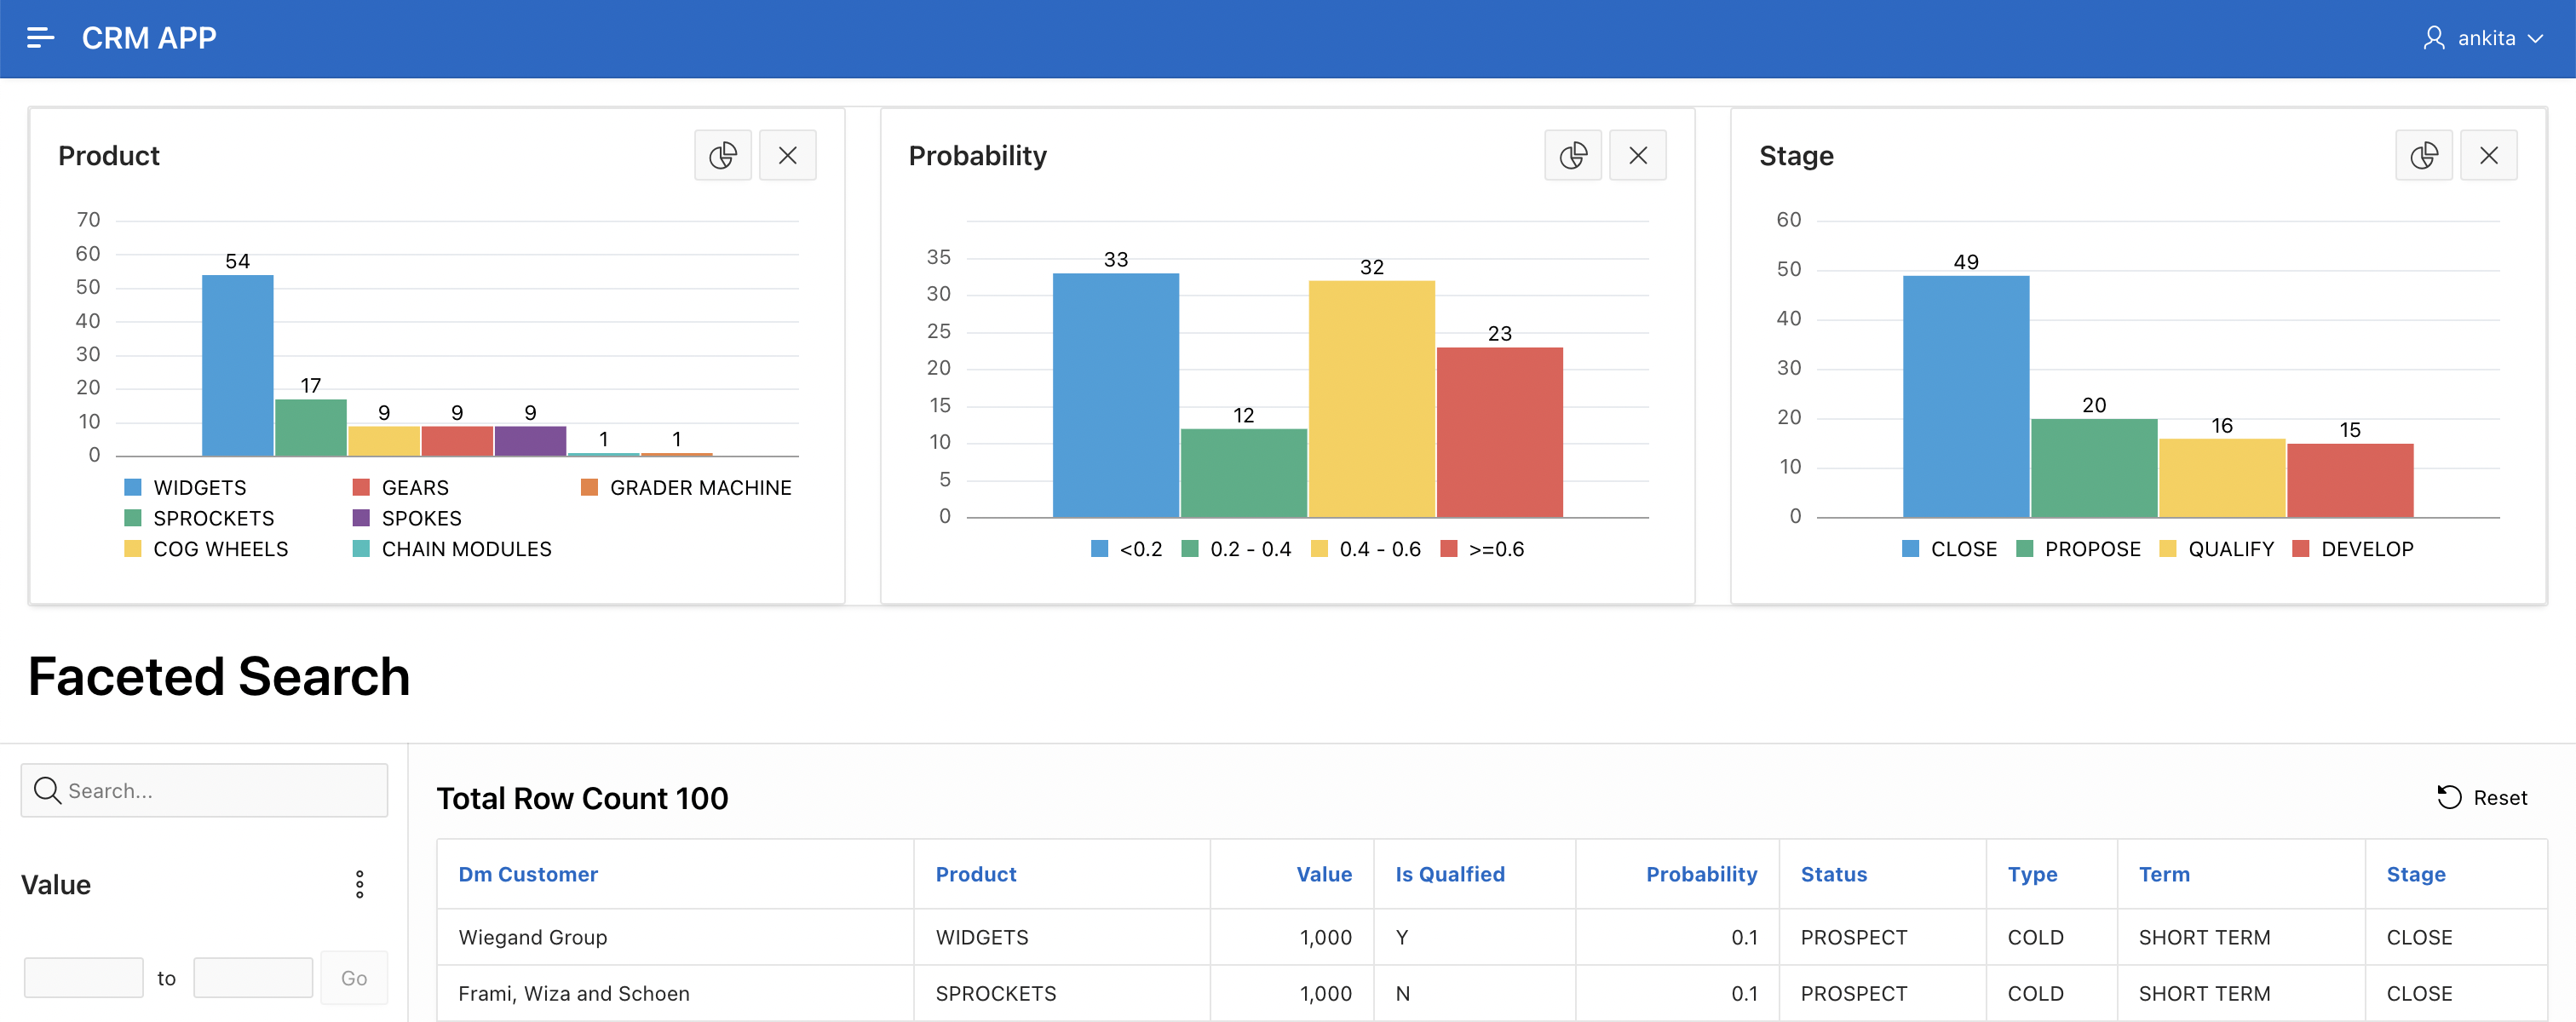 CRM APP
ankita
Product
70
60
50
40
30
20
10
0
54
17
9
9
9
1
1
WIDGETS
GEARS
GRADER MACHINE
SPROCKETS
SPOKES
COG WHEELS
CHAIN MODULES
Probability
35
30
25
20
15
10
5
0
33
12
32
23
<0.2
0.2 - 0.4
0.4 - 0.6
>=0.6
Stage
60
50
40
30
20
10
0
49
20
16
15
CLOSE
PROPOSE
QUALIFY
DEVELOP
Faceted Search
Search...
Value
to
Go
Total Row Count 100
Reset
Dm Customer Product Value Is Qualfied Probability Status Type Term Stage
Wiegand Group WIDGETS 1,000 Y 0.1 PROSPECT COLD SHORT TERM CLOSE
Frami, Wiza and Schoen SPROCKETS 1,000 N 0.1 PROSPECT COLD SHORT TERM CLOSE